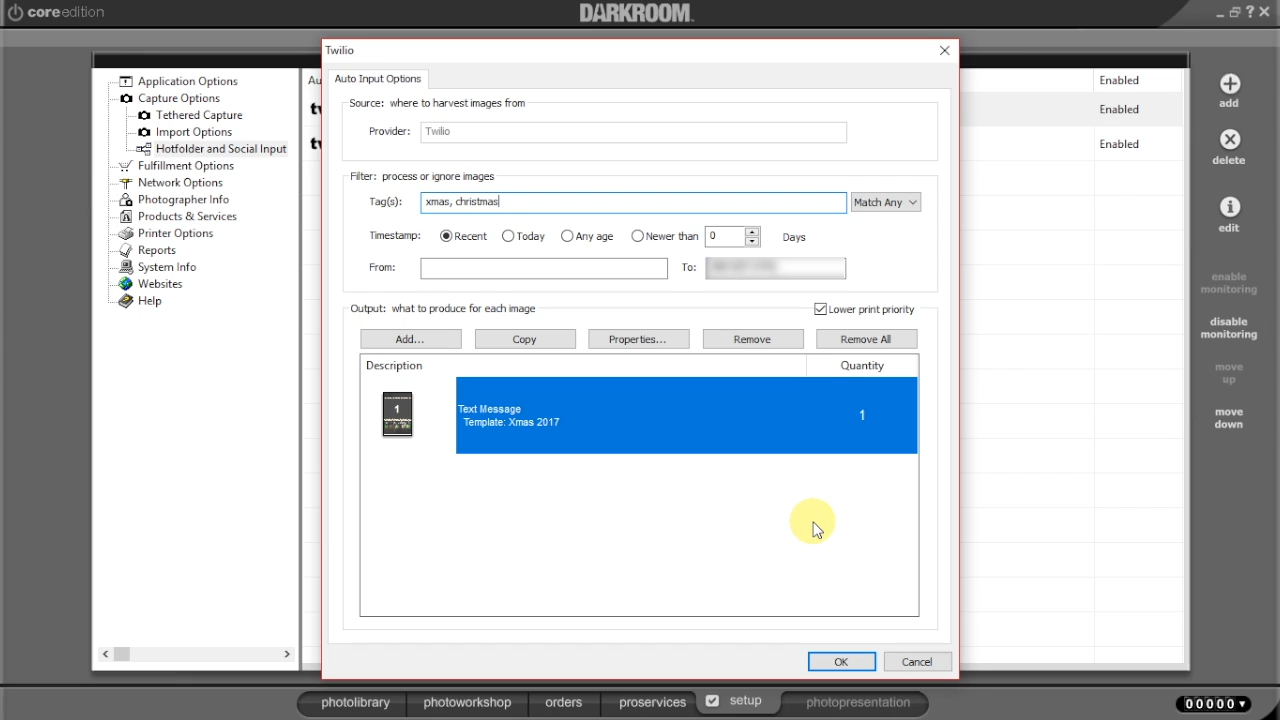 coreedition
DARKROOM
Twilio
Auto Input Options
Source: where to harvest images from
Provider: Twilio
Filter: process or ignore images
Tag(s): xmas, christmas Match Any
Timestamp: Recent Today Any age Newer than 0 Days
From: To:
Output: what to produce for each image Lower print priority
Add... Copy Properties... Remove Remove All
Description Quantity
1 Text Message 1
Template: Xmas 2017
OK Cancel
Application Options
Capture Options
Tethered Capture
Import Options
Hotfolder and Social Input
Fulfillment Options
Network Options
Photographer Info
Products & Services
Printer Options
Reports
System Info
Websites
Help
Au
Enabled
Enabled
Enabled
add
delete
edit
enable
monitoring
disable
monitoring
move
up
move
down
photolibrary photoworkshop orders proservices setup photopresentation
00000